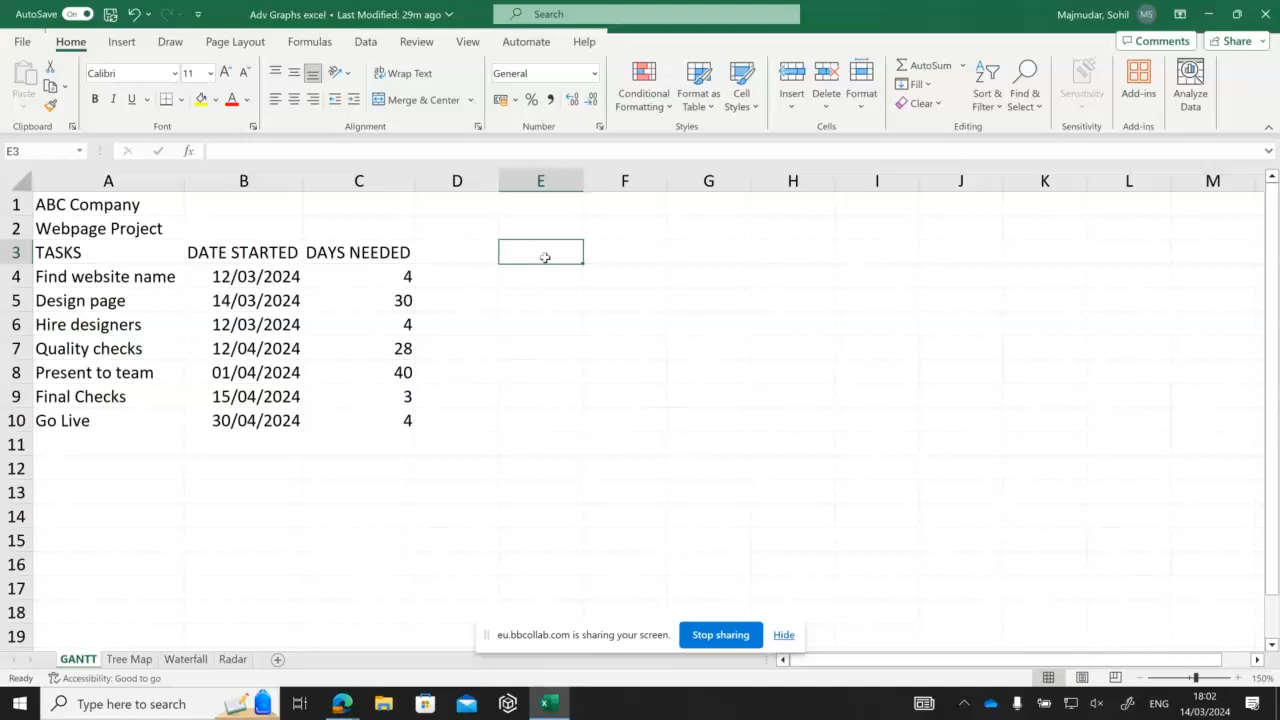 AutoSave On Adv Graphs excel • Last Modified: 29m ago Search Majmudar, Sohil MS
File Home Insert Draw Page Layout Formulas Data Review View Automate Help Comments Share
Paste Calibri 11 A A Wrap Text General Conditional Formatting Format as Table Cell Styles Insert Delete Format AutoSum Fill Clear Sort & Filter Find & Select Sensitivity Add-ins Analyze Data
B I U A Merge & Center % 9
Clipboard Font Alignment Number Styles Cells Editing Sensitivity Add-ins
E3 fx
A B C D E F G H I J K L M
1 ABC Company
2 Webpage Project
3 TASKS DATE STARTED DAYS NEEDED
4 Find website name 12/03/2024 4
5 Design page 14/03/2024 30
6 Hire designers 12/03/2024 4
7 Quality checks 12/04/2024 28
8 Present to team 01/04/2024 40
9 Final Checks 15/04/2024 3
10 Go Live 30/04/2024 4
11
12
13
14
15
16
17
18
19
eu.bbcollab.com is sharing your screen. Stop sharing Hide
GANTT Tree Map Waterfall Radar
Ready Accessibility: Good to go 150%
Type here to search ENG 18:02
14/03/2024